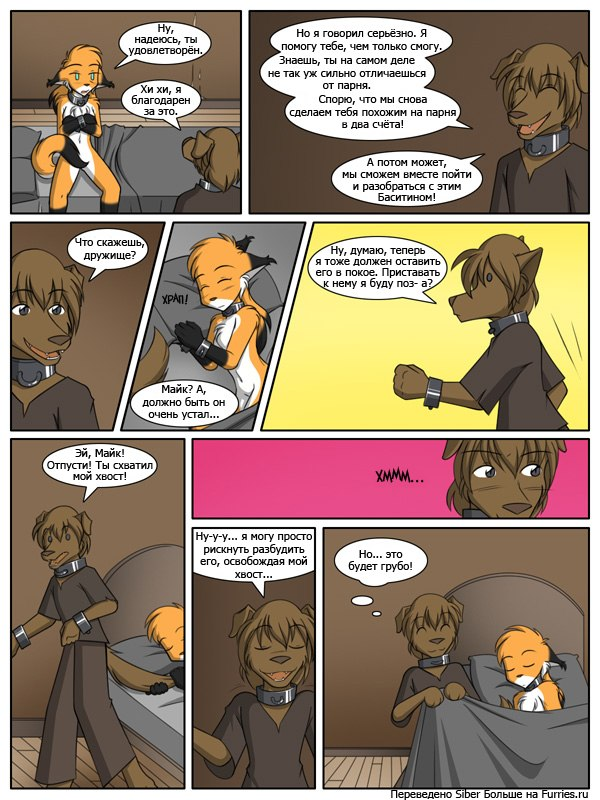 Ну,
надеюсь, ты
удовлетворён.
Хи хи, я
благодарен
за это.
Но я говорил серьёзно. Я
помогу тебе, чем только смогу.
Знаешь, ты на самом деле
не так уж сильно отличаешься
от парня.
Спорю, что мы снова
сделаем тебя похожим на парня
в два счёта!
А потом может,
мы сможем вместе пойти
и разобраться с этим
Баситином.
Что скажешь,
дружище?
ХРАП!
Майк? А,
должно быть он
очень устал...
Ну, думаю, теперь
я тоже должен оставить
его в покое. Приставать
к нему я буду поз- а?
Эй, Майк!
Отпусти! Ты схватил
мой хвост!
ХМММ...
Ну-у-у... я могу просто
рискнуть разбудить
его, освобождая мой
хвост...
Но... это
будет грубо!
Переведено Siber Больше на Furries.ru